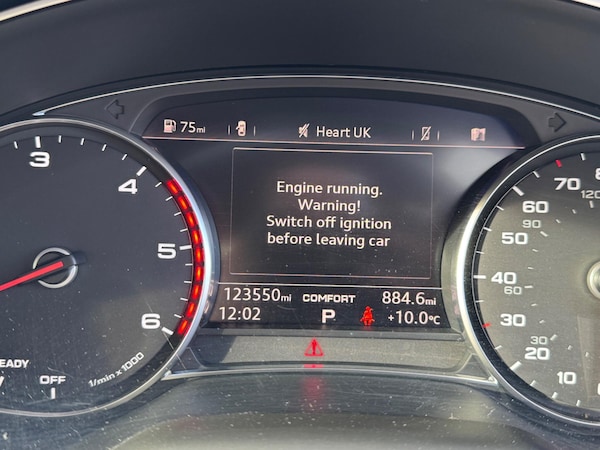 75mi
Heart UK
Engine running.
Warning!
Switch off ignition
before leaving car
123550mi COMFORT 884.6mi
12:02 P +10.0°C
3
4
5
6
1/min x 1000
READY
OFF
8
70
120
60
50
40
60
30
30
20
10